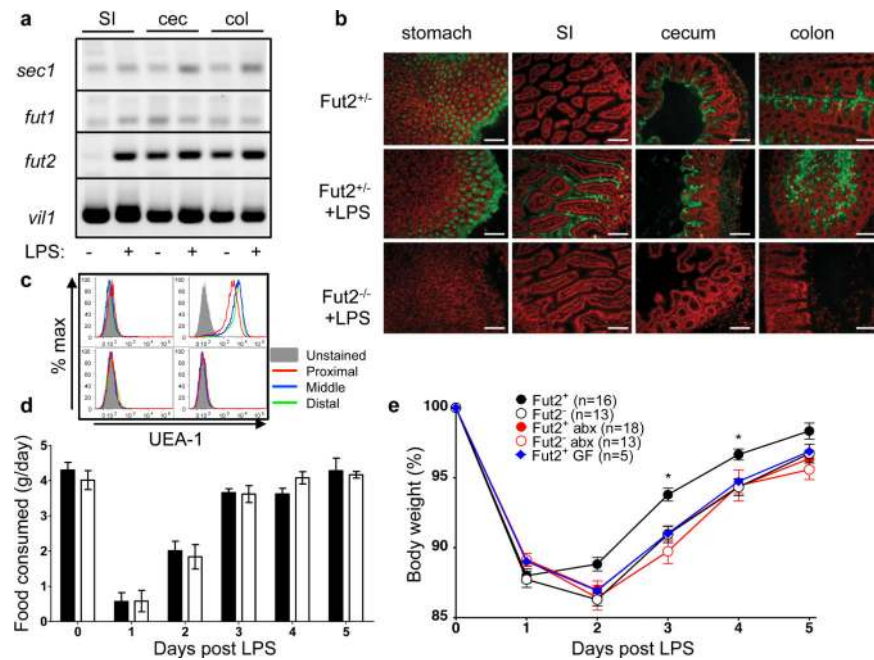 a
SI cec col
sec1
fut1
fut2
vil1
LPS: - + - + - +
b
stomach SI cecum colon
Fut2+/-
Fut2+/-
+LPS
Fut2-/-
+LPS
c
% max
UEA-1
Unstained
Proximal
Middle
Distal
d
Food consumed (g/day)
5
4
3
2
1
0
0 1 2 3 4 5
Days post LPS
e
Fut2+ (n=16)
Fut2- (n=13)
Fut2+ abx (n=18)
Fut2- abx (n=13)
Fut2+ GF (n=5)
* *
Body weight (%)
100
95
90
85
0 1 2 3 4 5
Days post LPS